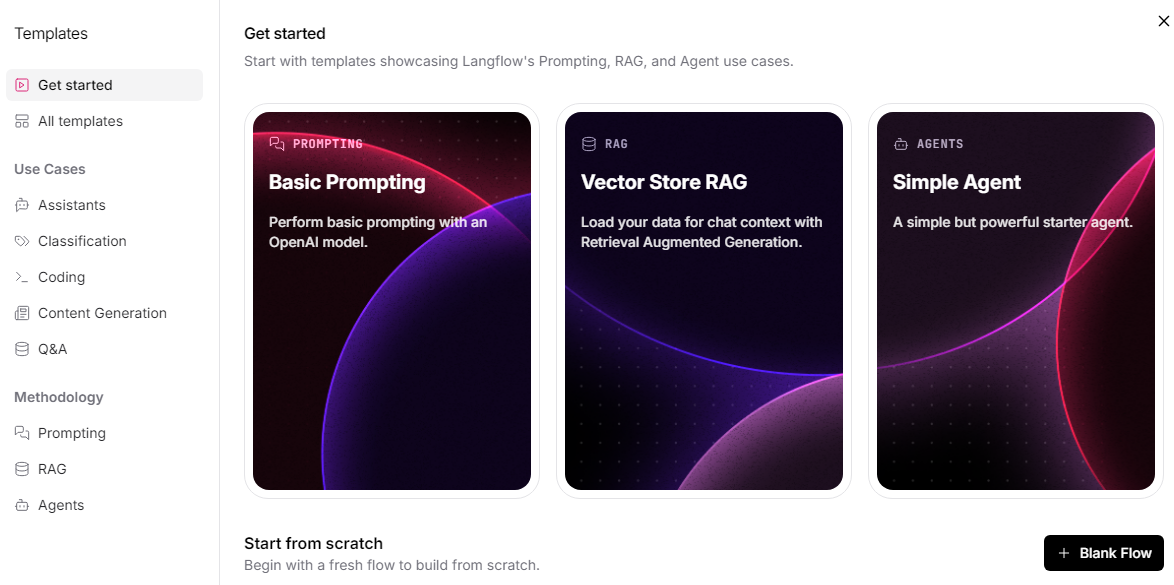 Templates
Get started
All templates
Use Cases
Assistants
Classification
Coding
Content Generation
Q&A
Methodology
Prompting
RAG
Agents
Get started
Start with templates showcasing Langflow's Prompting, RAG, and Agent use cases.
PROMPTING
Basic Prompting
Perform basic prompting with an
OpenAI model.
RAG
Vector Store RAG
Load your data for chat context with
Retrieval Augmented Generation.
AGENTS
Simple Agent
A simple but powerful starter agent.
Start from scratch
Begin with a fresh flow to build from scratch.
Blank Flow